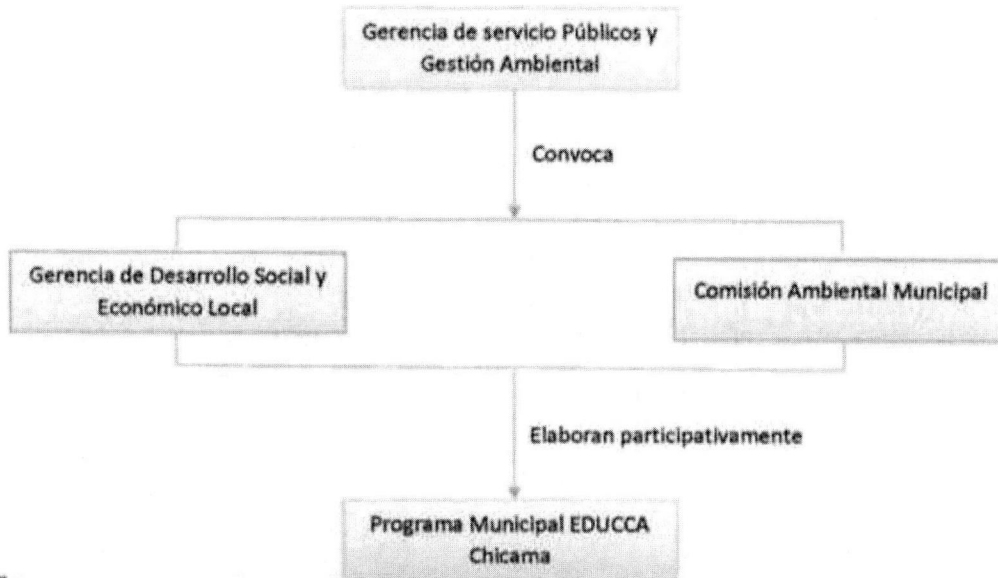 Gerencia de servicio Públicos y
Gestión Ambiental
Convoca
Gerencia de Desarrollo Social y
Económico Local
Comisión Ambiental Municipal
Elaboran participativamente
Programa Municipal EDUCCA
Chicama